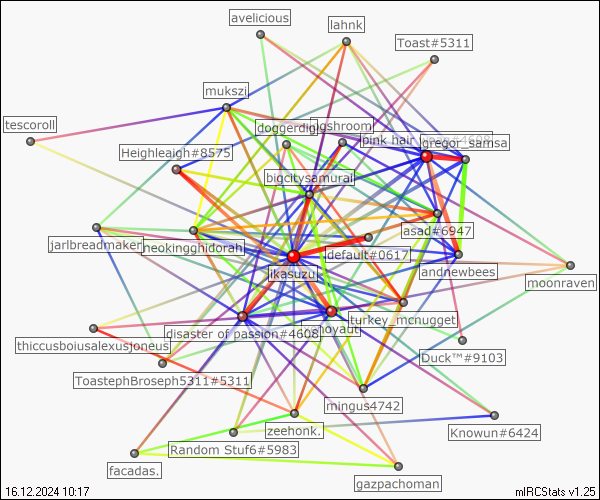 avelicious
lahnk
Toast#5311
mukszi
tescoroll
doggerdig
gshroom
pink hair
gregor_samsa
Heighleaigh#8575
bigcitysamurai
asad#6947
jarlbreadmaker
neokingghidorah
default#0617
ikasuzu
andnewbees
moonraven
turkey_mcnugget
disaster of passion#4608
hoyaut
thiccusboiusalexusjoneus
Duck™#9103
ToastephBroseph5311#5311
mingus4742
zeehonk.
Knowun#6424
Random Stuf6#5983
facadas.
gazpachoman
16.12.2024 10:17
mIRCStats v1.25